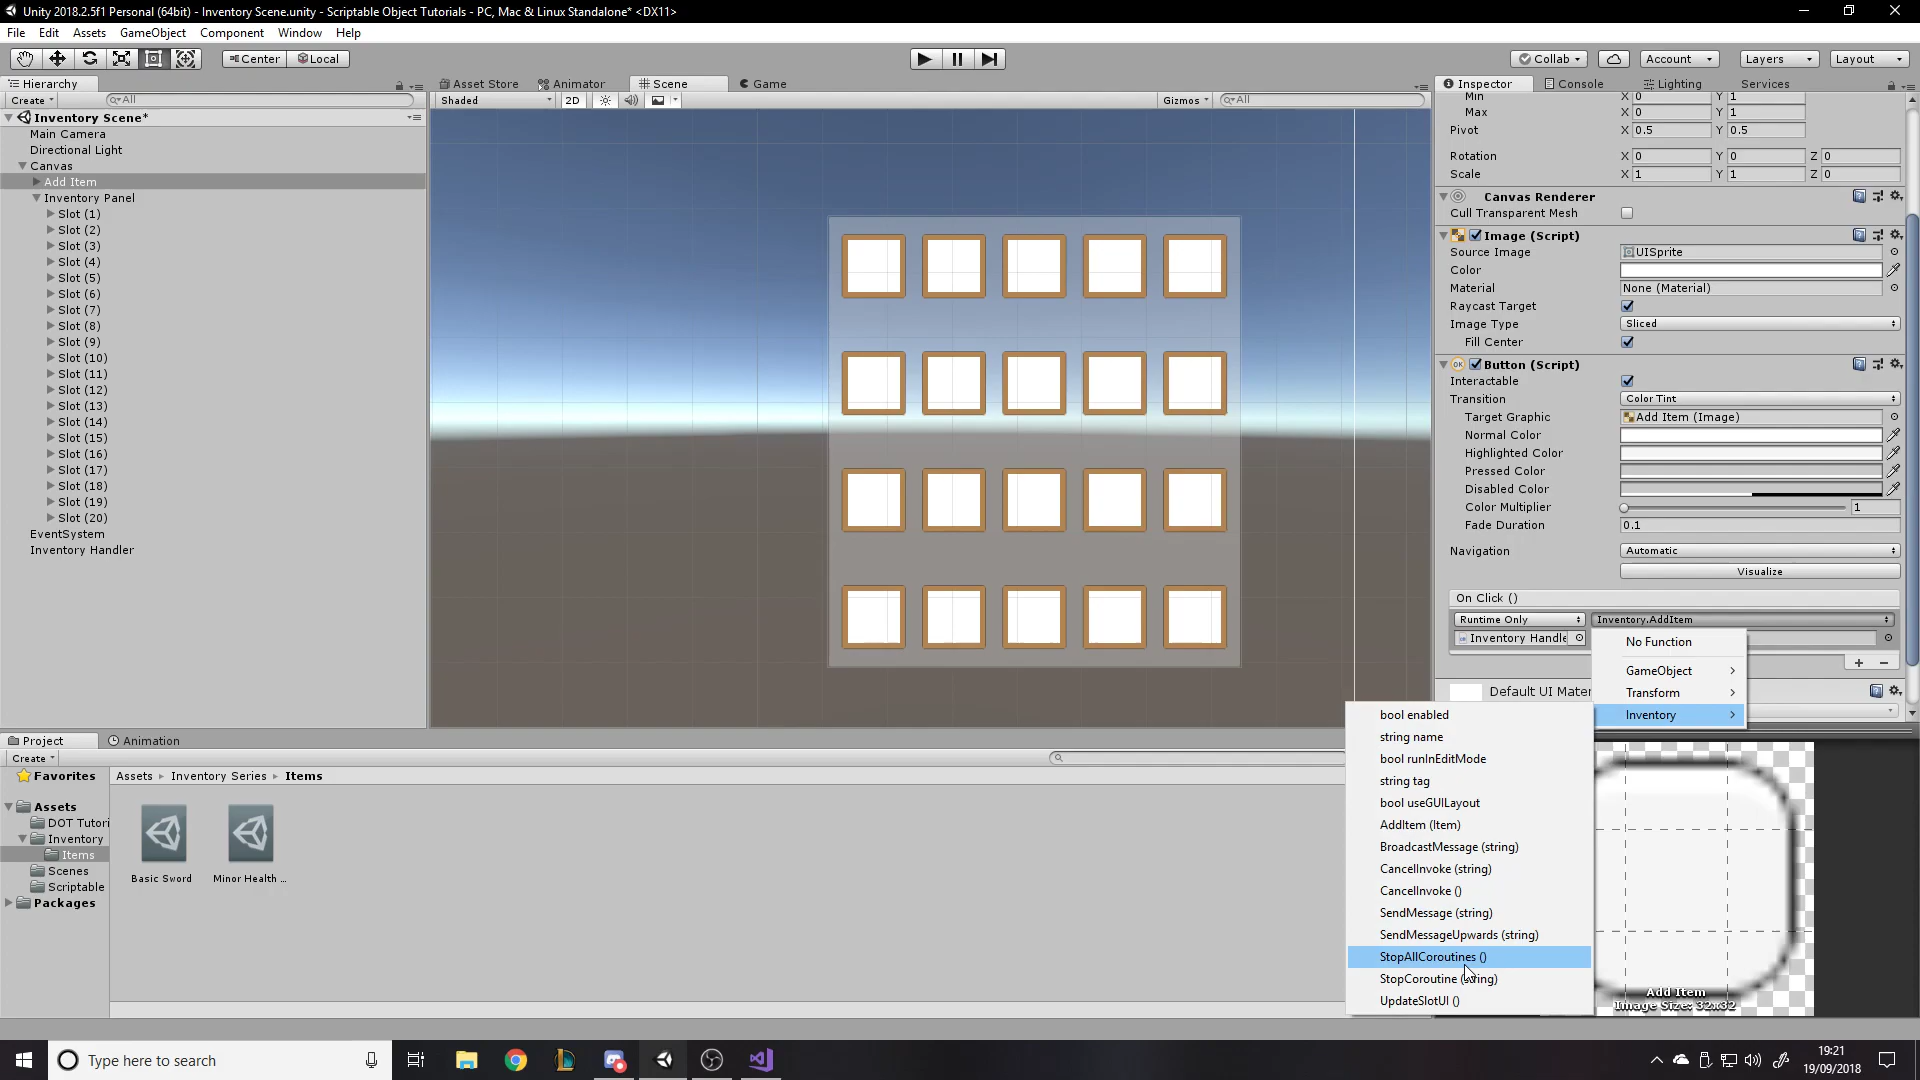 Unity 2018.2.5f1 Personal (64bit) - Inventory Scene.unity - Scriptable Object Tutorials - PC, Mac & Linux Standalone* <DX11>
File Edit Assets GameObject Component Window Help
Center Local
Collab Account Layers Layout
Hierarchy
Create All
Inventory Scene*
Main Camera
Directional Light
Canvas
Add Item
Inventory Panel
Slot (1)
Slot (2)
Slot (3)
Slot (4)
Slot (5)
Slot (6)
Slot (7)
Slot (8)
Slot (9)
Slot (10)
Slot (11)
Slot (12)
Slot (13)
Slot (14)
Slot (15)
Slot (16)
Slot (17)
Slot (18)
Slot (19)
Slot (20)
EventSystem
Inventory Handler
Asset Store Animator Scene Game
Shaded 2D Gizmos All
Inspector Console Lighting Services
Min X 0 Y 1
Max X 0 Y 1
Pivot X 0.5 Y 0.5
Rotation X 0 Y 0 Z 0
Scale X 1 Y 1 Z 0
Canvas Renderer
Cull Transparent Mesh
Image (Script)
Source Image UISprite
Color
Material None (Material)
Raycast Target
Image Type Sliced
Fill Center
OK Button (Script)
Interactable
Transition Color Tint
Target Graphic Add Item (Image)
Normal Color
Highlighted Color
Pressed Color
Disabled Color
Color Multiplier 1
Fade Duration 0.1
Navigation Automatic
Visualize
On Click ()
Runtime Only Inventory.AddItem
Inventory Handle
No Function
GameObject
Transform
Inventory
Default UI Mater
bool enabled
string name
bool runInEditMode
string tag
bool useGUILayout
AddItem (Item)
BroadcastMessage (string)
CancelInvoke (string)
CancelInvoke ()
SendMessage (string)
SendMessageUpwards (string)
StopAllCoroutines ()
StopCoroutine (string)
UpdateSlotUI ()
Add Item
Image Size: 32x32
Project Animation
Create
Favorites
Assets
DOT Tutori
Inventory
Items
Scenes
Scriptable
Packages
Assets Inventory Series Items
Basic Sword Minor Health ...
Type here to search
19:21
19/09/2018